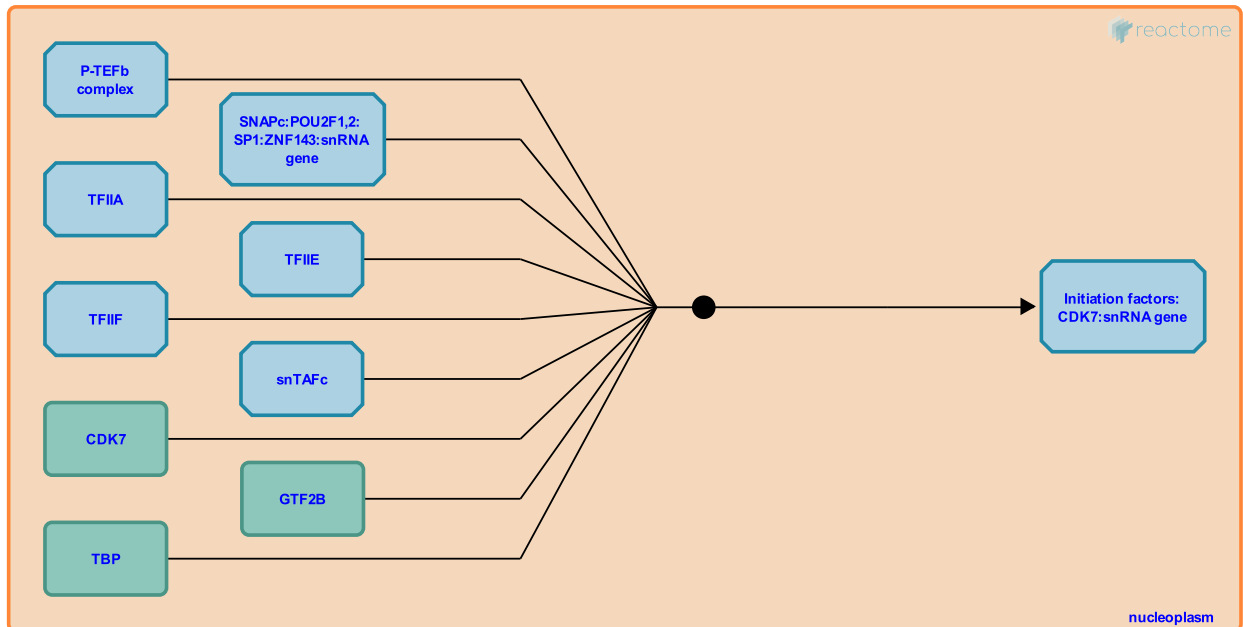 reactome
P-TEFb
complex
SNAPc:POU2F1,2:
SP1:ZNF143:snRNA
gene
TFIIA
TFIIE
TFIIF
snTAFc
CDK7
GTF2B
TBP
Initiation factors:
CDK7:snRNA gene
nucleoplasm